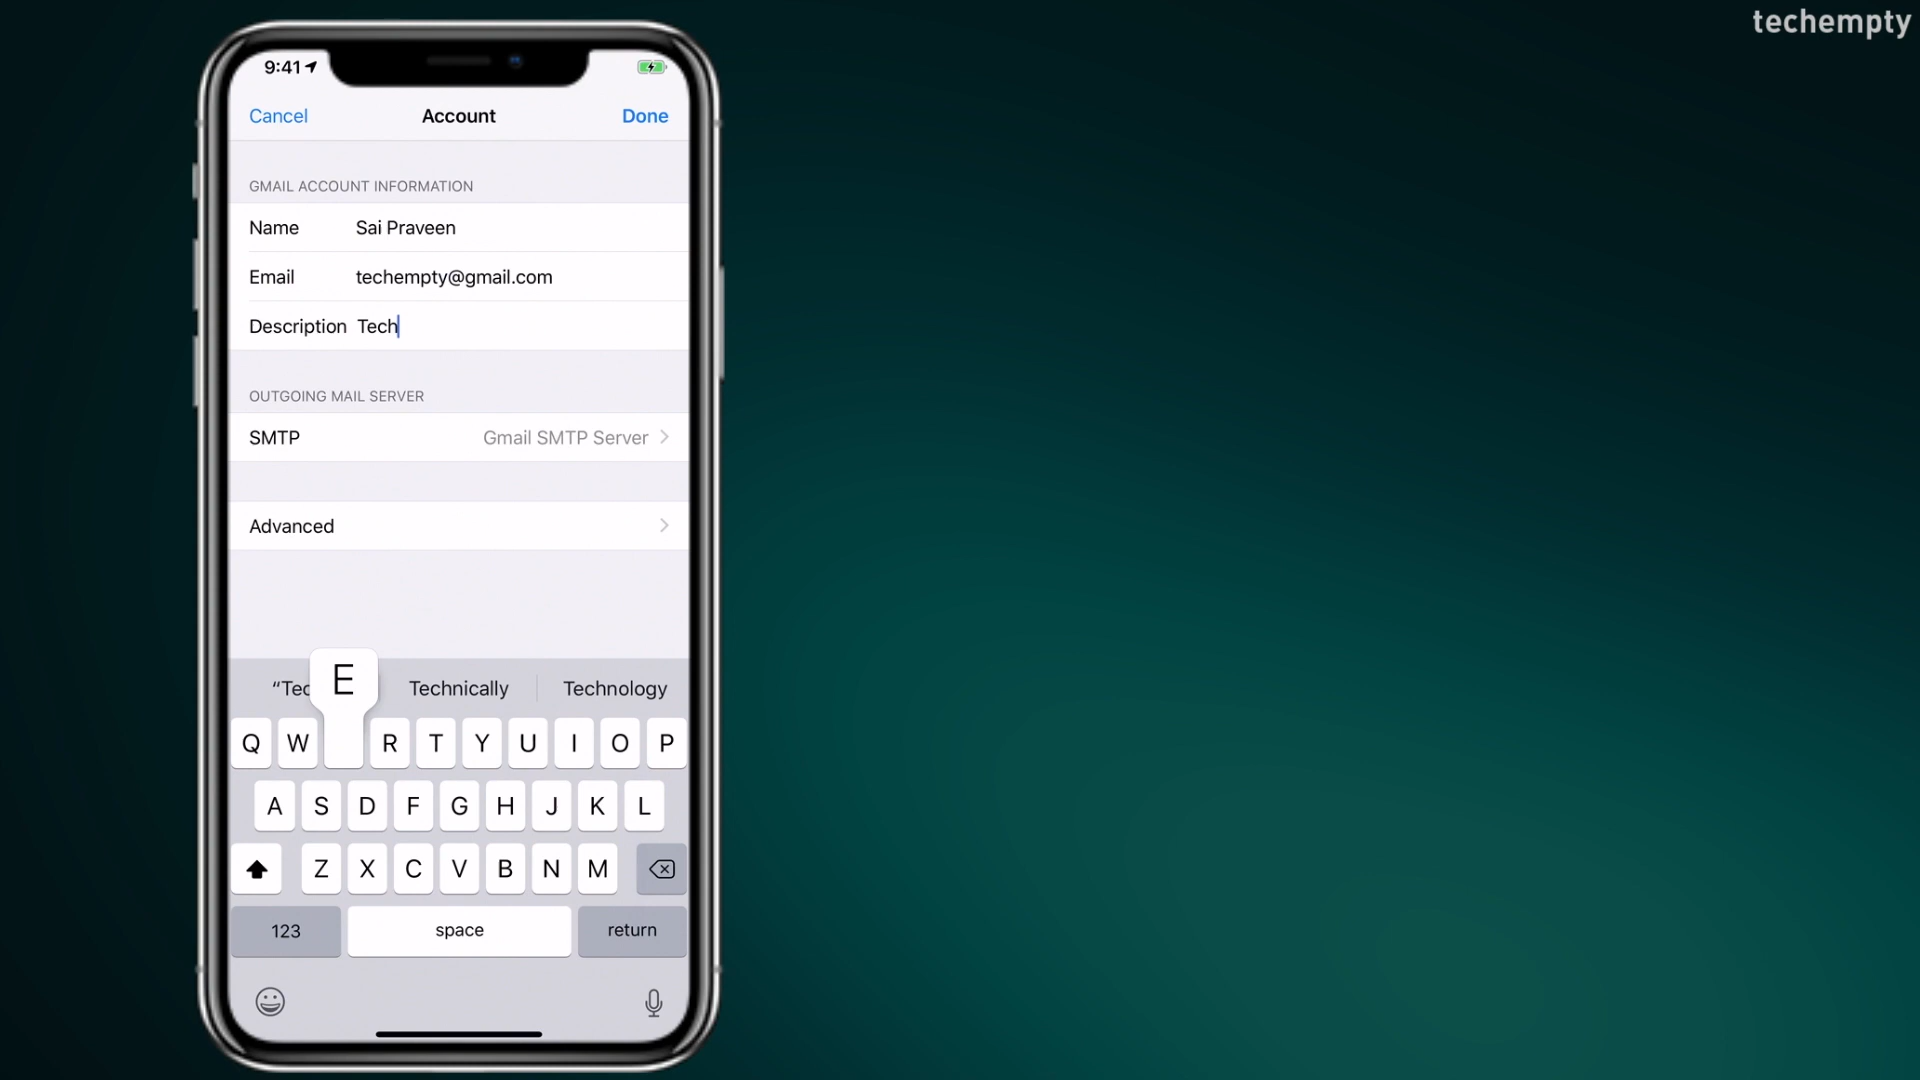 techempty
9:41
Cancel Account Done
GMAIL ACCOUNT INFORMATION
Name Sai Praveen
Email techempty@gmail.com
Description Tech
OUTGOING MAIL SERVER
SMTP Gmail SMTP Server
Advanced
“Tec Technically Technology
E
Q W R T Y U I O P
A S D F G H J K L
Z X C V B N M
123 space return